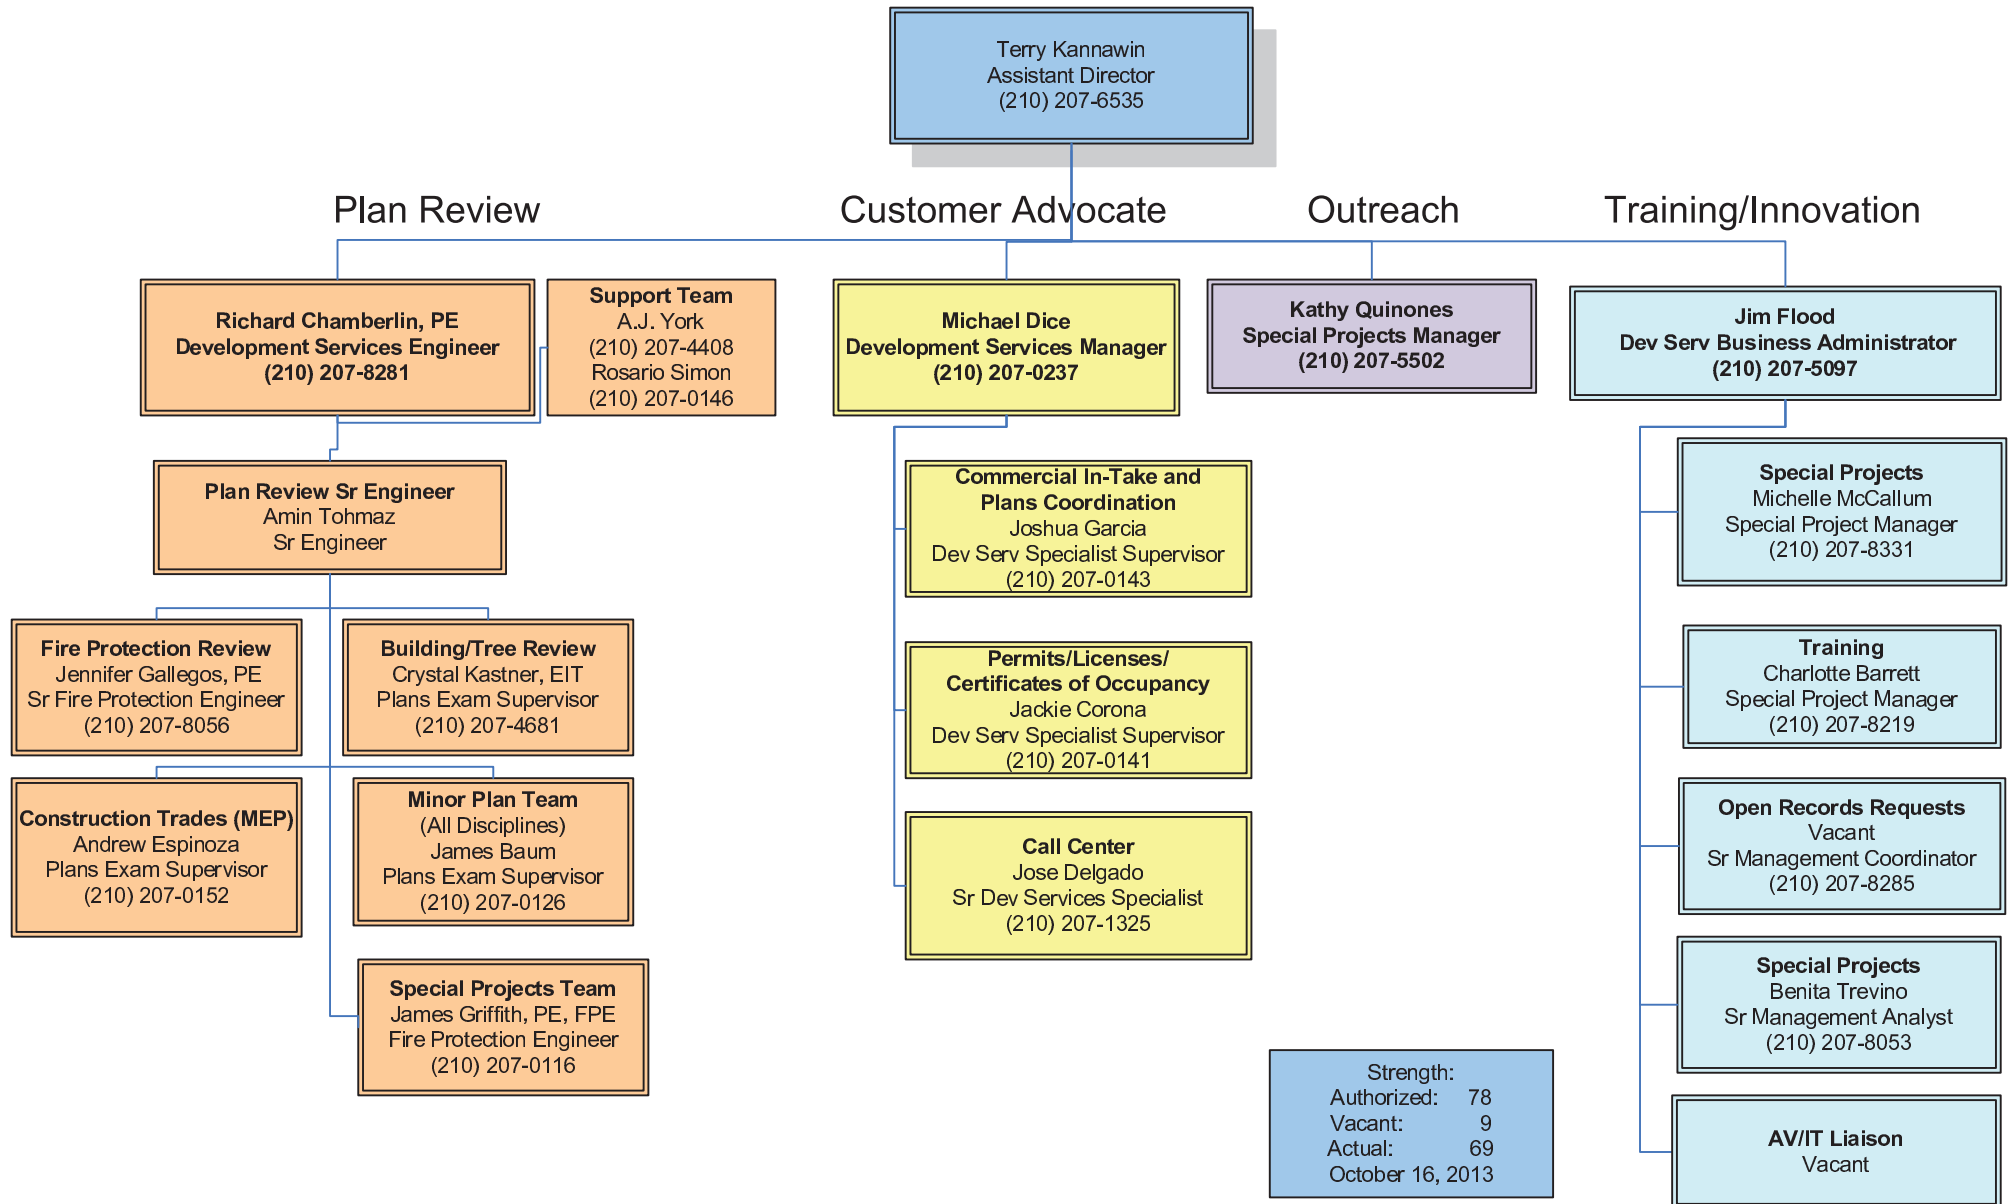 Terry Kannawin
Assistant Director
(210) 207-6535
Plan Review
Customer Advocate
Outreach
Training/Innovation
Richard Chamberlin, PE
Development Services Engineer
(210) 207-8281
Support Team
A.J. York
(210) 207-4408
Rosario Simon
(210) 207-0146
Michael Dice
Development Services Manager
(210) 207-0237
Kathy Quinones
Special Projects Manager
(210) 207-5502
Jim Flood
Dev Serv Business Administrator
(210) 207-5097
Plan Review Sr Engineer
Amin Tohmaz
Sr Engineer
Fire Protection Review
Jennifer Gallegos, PE
Sr Fire Protection Engineer
(210) 207-8056
Building/Tree Review
Crystal Kastner, EIT
Plans Exam Supervisor
(210) 207-4681
Construction Trades (MEP)
Andrew Espinoza
Plans Exam Supervisor
(210) 207-0152
Minor Plan Team
(All Disciplines)
James Baum
Plans Exam Supervisor
(210) 207-0126
Special Projects Team
James Griffith, PE, FPE
Fire Protection Engineer
(210) 207-0116
Commercial In-Take and
Plans Coordination
Joshua Garcia
Dev Serv Specialist Supervisor
(210) 207-0143
Permits/Licenses/
Certificates of Occupancy
Jackie Corona
Dev Serv Specialist Supervisor
(210) 207-0141
Call Center
Jose Delgado
Sr Dev Services Specialist
(210) 207-1325
Special Projects
Michelle McCallum
Special Project Manager
(210) 207-8331
Training
Charlotte Barrett
Special Project Manager
(210) 207-8219
Open Records Requests
Vacant
Sr Management Coordinator
(210) 207-8285
Special Projects
Benita Trevino
Sr Management Analyst
(210) 207-8053
AV/IT Liaison
Vacant
Strength:
Authorized: 78
Vacant: 9
Actual: 69
October 16, 2013